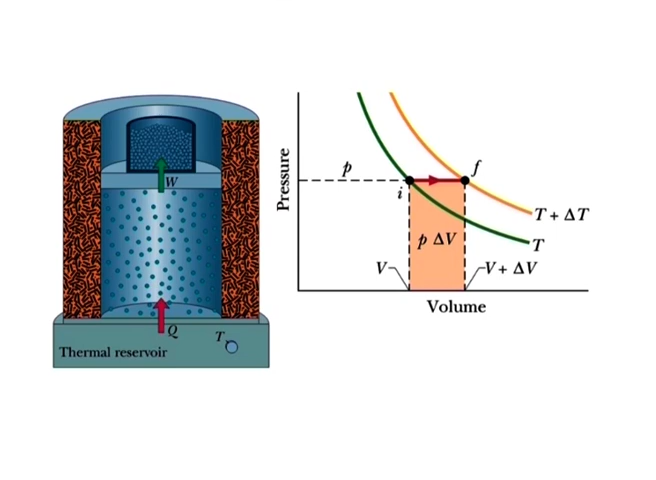 W
Q
T
Thermal reservoir
Pressure
p
i
f
T + ΔT
T
p ΔV
V
V + ΔV
Volume